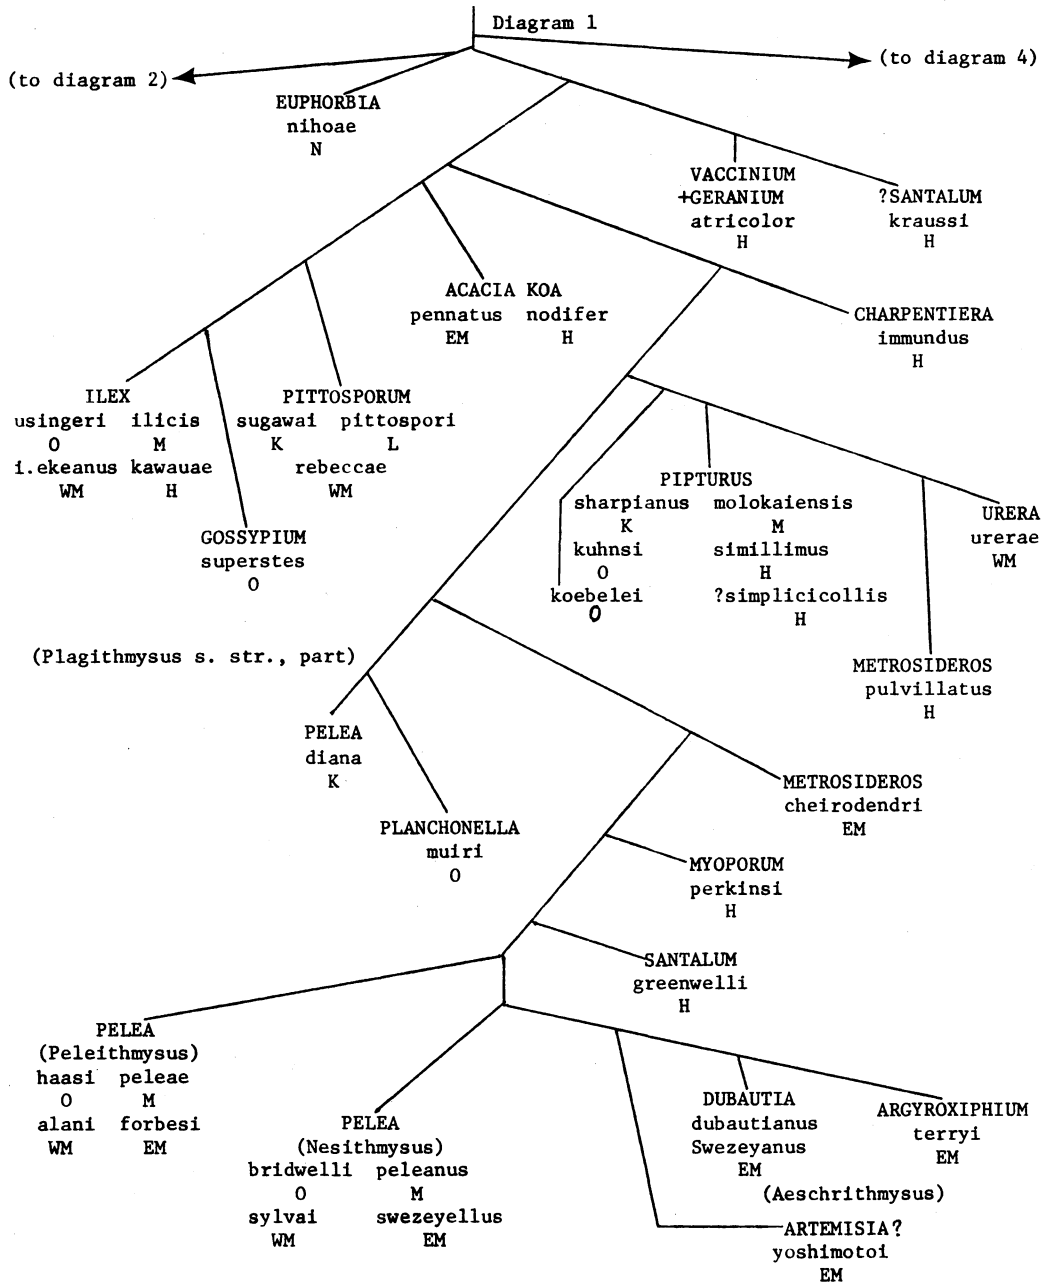 Diagram 1
(to diagram 2)
(to diagram 4)
EUPHORBIA
nihoae
N
VACCINIUM
+GERANIUM
atricolor
H
?SANTALUM
kraussi
H
ACACIA KOA
pennatus nodifer
EM H
CHARPENTIERA
immundus
H
ILEX
usingeri ilicis
O M
i.ekeanus kawauae
WM H
PITTOSPORUM
sugawai pittospori
K L
rebeccae
WM
GOSSYPIUM
superstes
O
PIPTURUS
sharpianus molokaiensis
K M
kuhnsi simillimus
O H
koebelei ?simplicicollis
O H
URERA
urerae
WM
METROSIDEROS
pulvillatus
H
(Plagithmysus s. str., part)
PELEA
diana
K
PLANCHONELLA
muiri
O
METROSIDEROS
cheirodendri
EM
MYOPORUM
perkinsi
H
SANTALUM
greenwelli
H
PELEA
(Peleithmysus)
haasi peleae
O M
alani forbesi
WM EM
PELEA
(Nesithmysus)
bridwelli peleanus
O M
sylvai swezeyellus
WM EM
DUBAUTIA
dubautianus
Swezeyanus
EM
(Aeschrithmysus)
ARGYROXIPHIUM
terryi
EM
ARTEMISIA?
yoshimotoi
EM